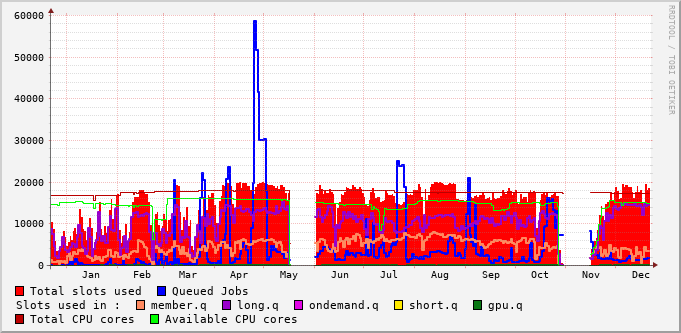 60000
50000
40000
30000
20000
10000
0
Jan Feb Mar Apr May Jun Jul Aug Sep Oct Nov Dec
Total slots used Queued Jobs
Slots used in : member.q long.q ondemand.q short.q gpu.q
Total CPU cores Available CPU cores
RRDTOOL / TOBI OETIKER